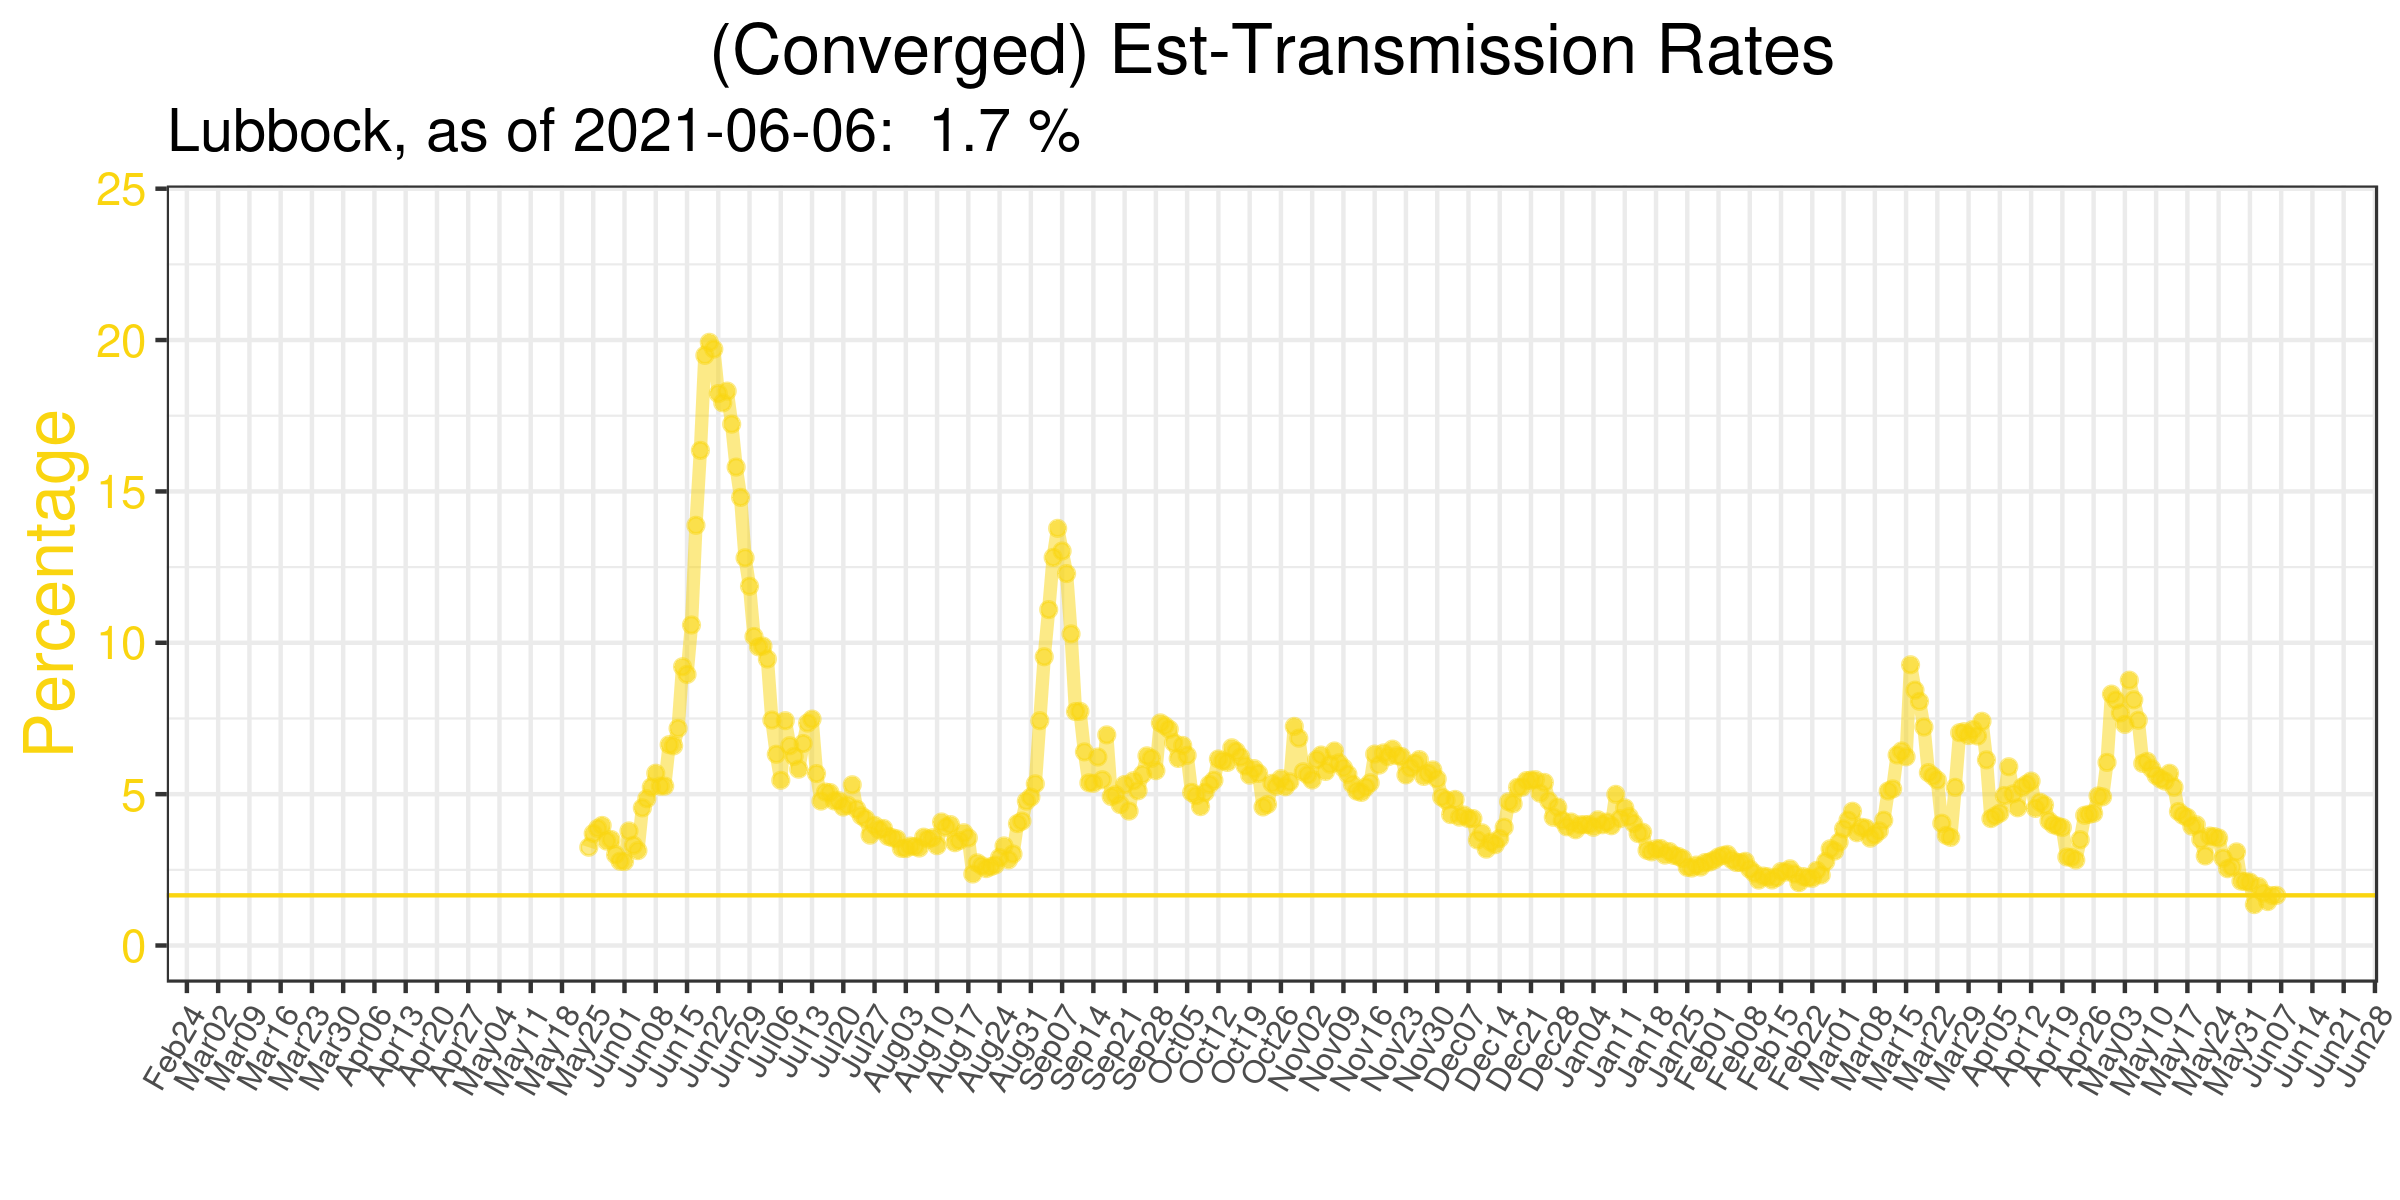 (Converged) Est-Transmission Rates
Lubbock, as of 2021-06-06:  1.7 %
Percentage
25
20
15
10
5
0
Feb24
Mar02
Mar09
Mar16
Mar23
Mar30
Apr06
Apr13
Apr20
Apr27
May04
May11
May18
May25
Jun01
Jun08
Jun15
Jun22
Jun29
Jul06
Jul13
Jul20
Jul27
Aug03
Aug10
Aug17
Aug24
Aug31
Sep07
Sep14
Sep21
Sep28
Oct05
Oct12
Oct19
Oct26
Nov02
Nov09
Nov16
Nov23
Nov30
Dec07
Dec14
Dec21
Dec28
Jan04
Jan11
Jan18
Jan25
Feb01
Feb08
Feb15
Feb22
Mar01
Mar08
Mar15
Mar22
Mar29
Apr05
Apr12
Apr19
Apr26
May03
May10
May17
May24
May31
Jun07
Jun14
Jun21
Jun28